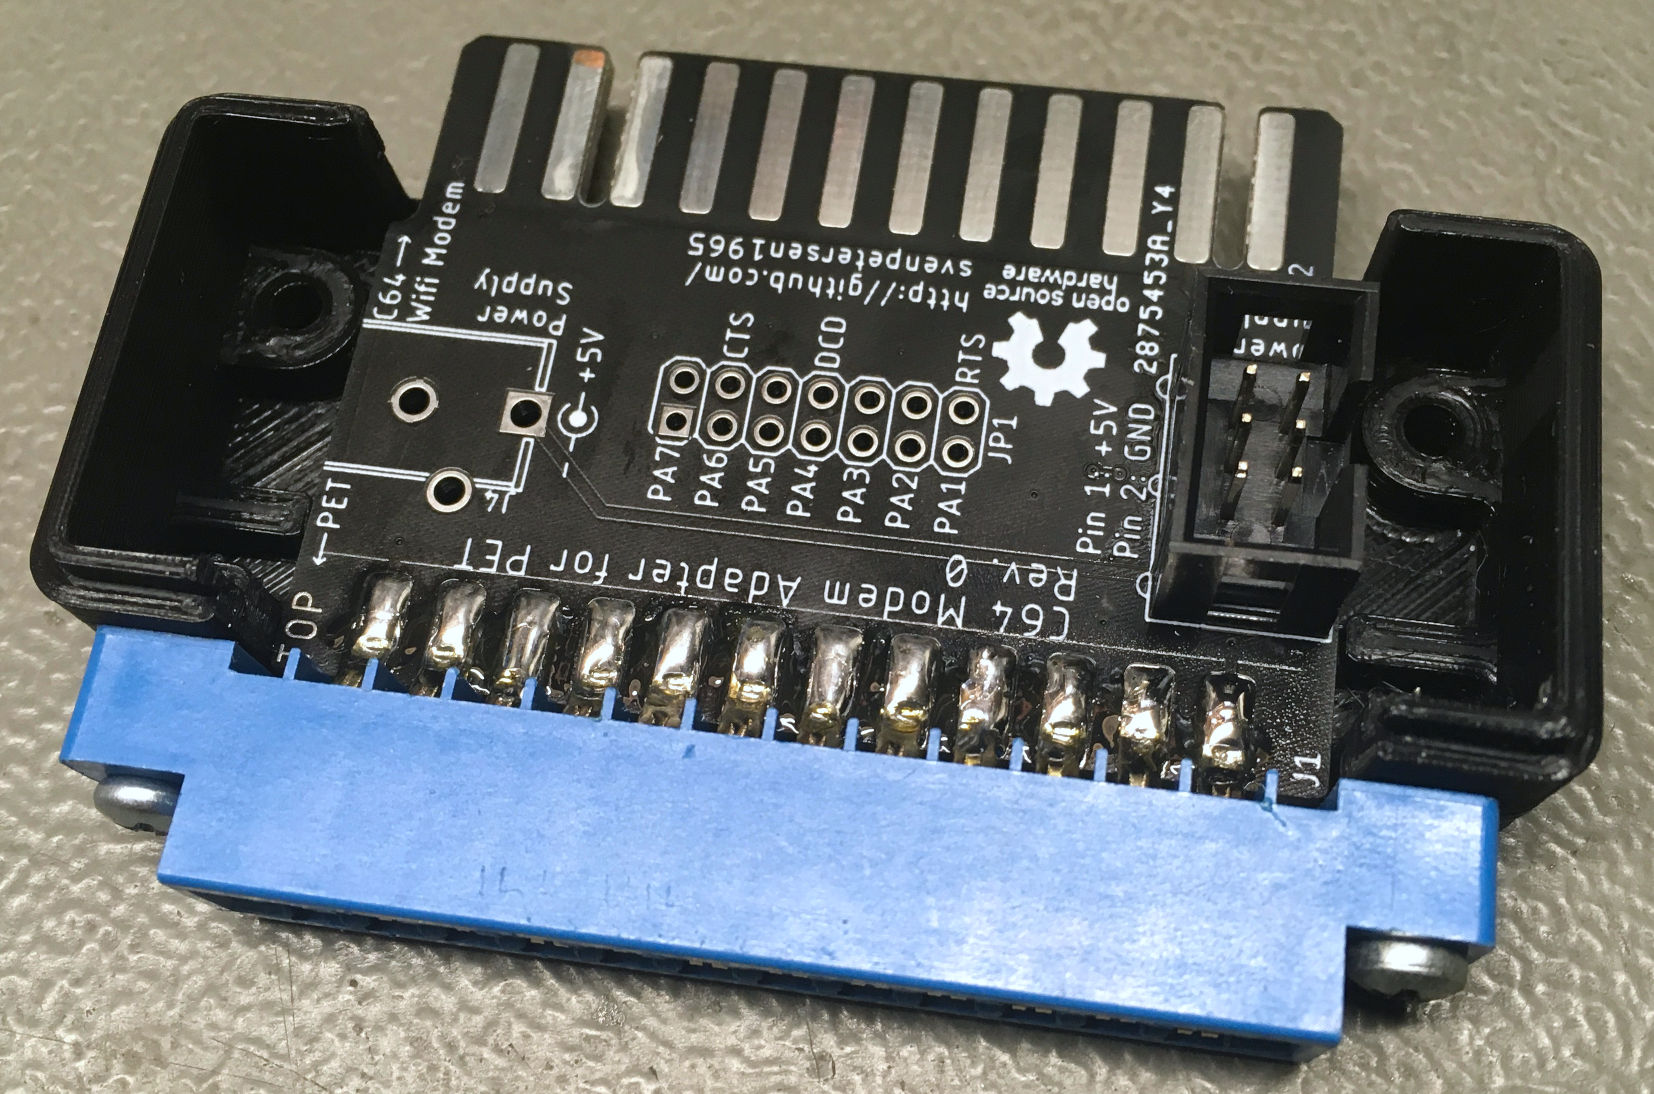 C64 →
Wifi Modem
Power
Supply
+5V
-
J4
← PET
TOP
http://github.com/
svenpetersen1965
open source
hardware
CTS
DCD
RTS
PA7
PA6
PA5
PA4
PA3
PA2
PA1
JP1
2875453A_Y4
Pin 1: +5V
Pin 2: GND
2
C64 Modem Adapter for PET
Rev. 0
J1